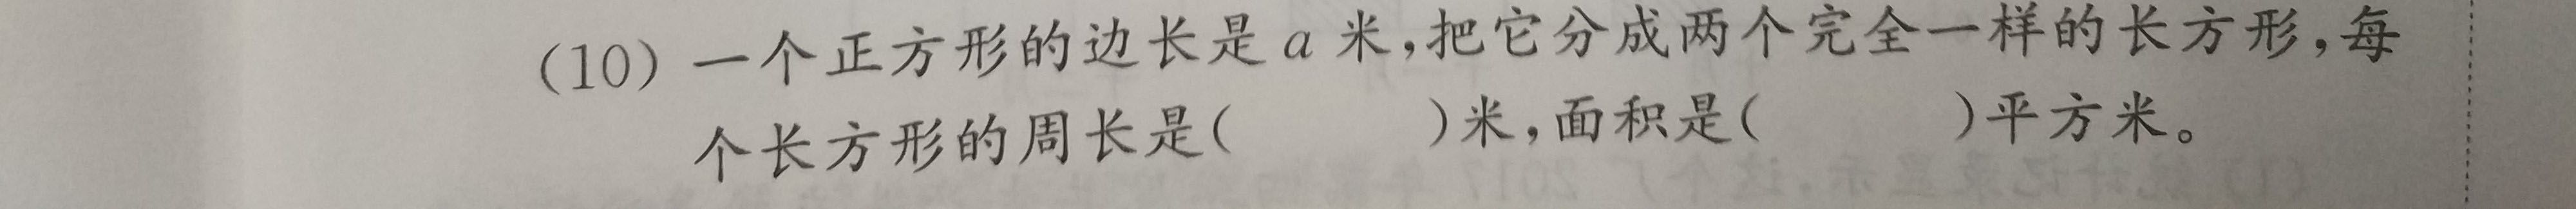 (10) 一个正方形的边长是a米,把它分成两个完全一样的长方形,每
个长方形的周长是(          )米,面积是(          )平方米。